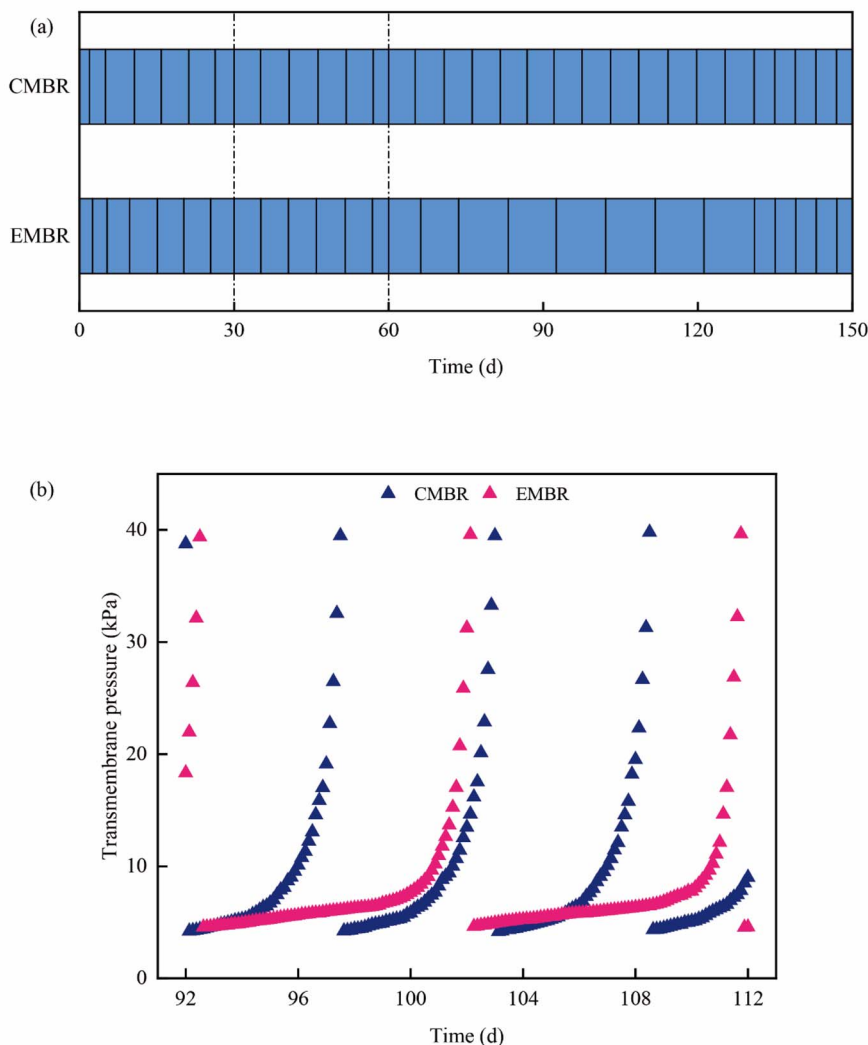 (a)
CMBR
EMBR
0 30 60 90 120 150
Time (d)
(b)
CMBR EMBR
40
30
20
10
0
Transmembrane pressure (kPa)
92 96 100 104 108 112
Time (d)